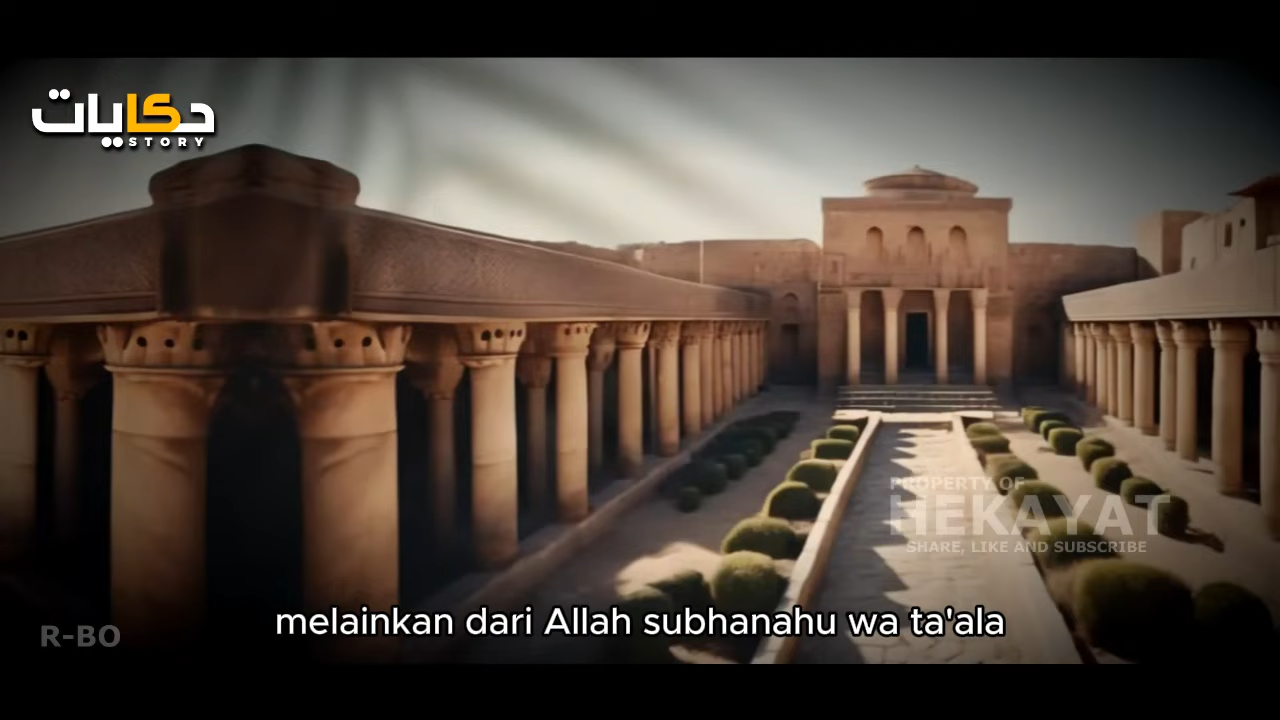 حكايات
STORY
PROPERTY OF
HEKAYAT
SHARE, LIKE AND SUBSCRIBE
melainkan dari Allah subhanahu wa ta'ala
R-BO